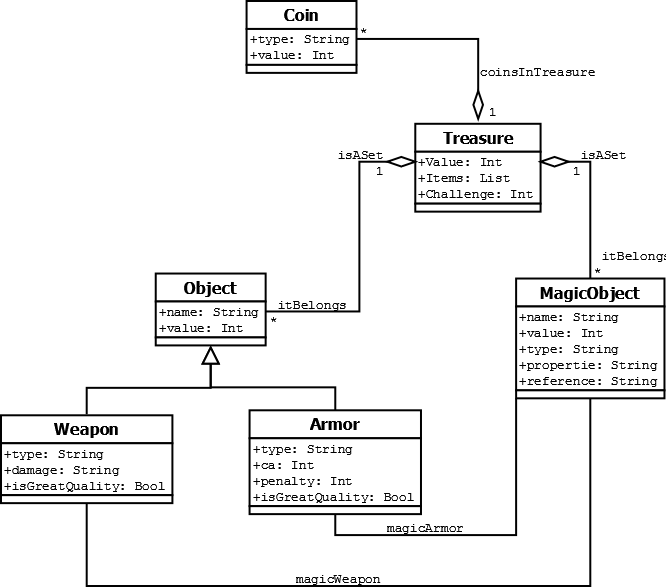 Coin
+type: String
+value: Int
*
coinsInTreasure
1
Treasure
+Value: Int
+Items: List
+Challenge: Int
isASet
1
isASet
1
itBelongs
*
Object
+name: String
+value: Int
itBelongs
*
MagicObject
+name: String
+value: Int
+type: String
+propertie: String
+reference: String
Weapon
+type: String
+damage: String
+isGreatQuality: Bool
Armor
+type: String
+ca: Int
+penalty: Int
+isGreatQuality: Bool
magicArmor
magicWeapon